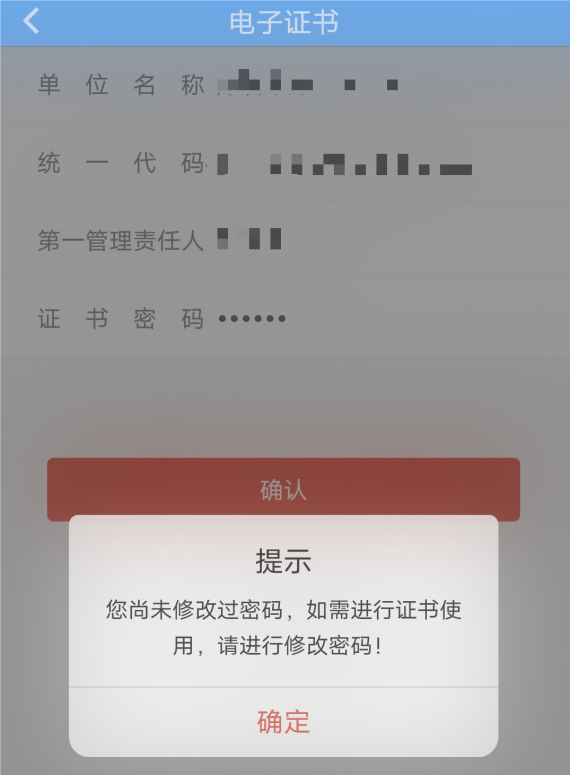 电子证书
单位名称
统一代码
第一管理责任人
证书密码 ••••••
确认
提示
您尚未修改过密码，如需进行证书使
用，请进行修改密码！
确定